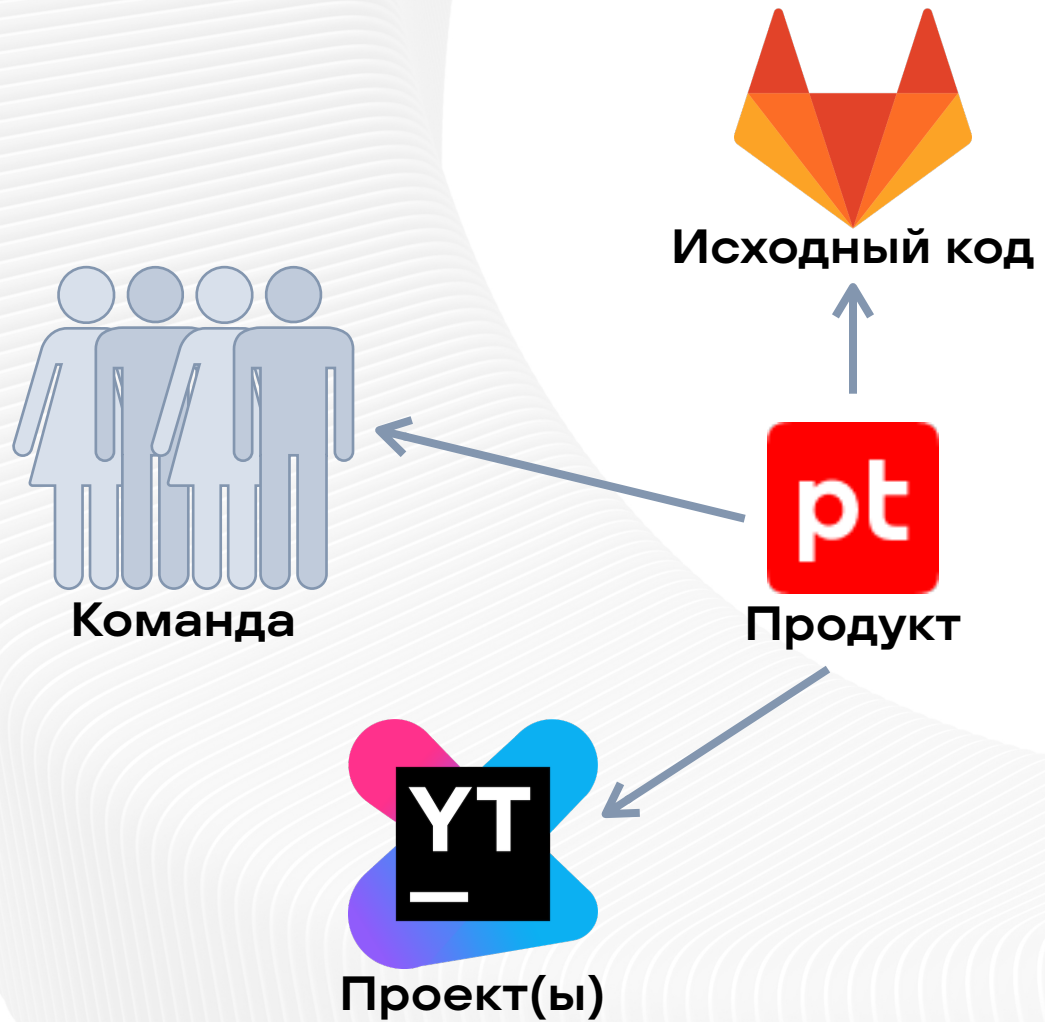 Исходный код
pt
Команда
Продукт
YT
Проект(ы)